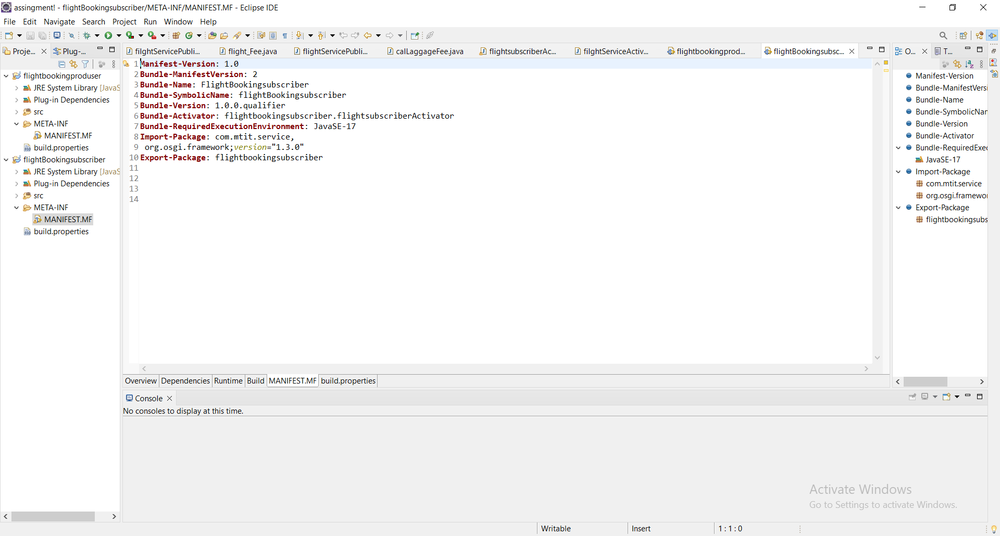 assingment! - flightBookingsubscriber/META-INF/MANIFEST.MF - Eclipse IDE
File Edit Navigate Search Project Run Window Help
Proje... Plug-...
filghtServicePubli... flight_Fee.java flightServicePubli... calLaggageFee.java flightsubscriberAc... filghtServiceActiv... flightbookingprod... flightBookingsubsc...
O... T...
flightbookingproduser
JRE System Library [JavaS
Plug-in Dependencies
src
META-INF
MANIFEST.MF
build.properties
flightBookingsubscriber
JRE System Library [JavaS
Plug-in Dependencies
src
META-INF
MANIFEST.MF
build.properties
1 Manifest-Version: 1.0
2 Bundle-ManifestVersion: 2
3 Bundle-Name: FlightBookingsubscriber
4 Bundle-SymbolicName: flightBookingsubscriber
5 Bundle-Version: 1.0.0.qualifier
6 Bundle-Activator: flightbookingsubscriber.flightsubscriberActivator
7 Bundle-RequiredExecutionEnvironment: JavaSE-17
8 Import-Package: com.mtit.service,
9 org.osgi.framework;version="1.3.0"
10 Export-Package: flightbookingsubscriber
11
12
13
14
Manifest-Version
Bundle-ManifestVersi
Bundle-Name
Bundle-SymbolicNar
Bundle-Version
Bundle-Activator
Bundle-RequiredExec
JavaSE-17
Import-Package
com.mtit.service
org.osgi.framewor
Export-Package
flightbookingsubs
Overview Dependencies Runtime Build MANIFEST.MF build.properties
Console
No consoles to display at this time.
Activate Windows
Go to Settings to activate Windows.
Writable Insert 1 : 1 : 0